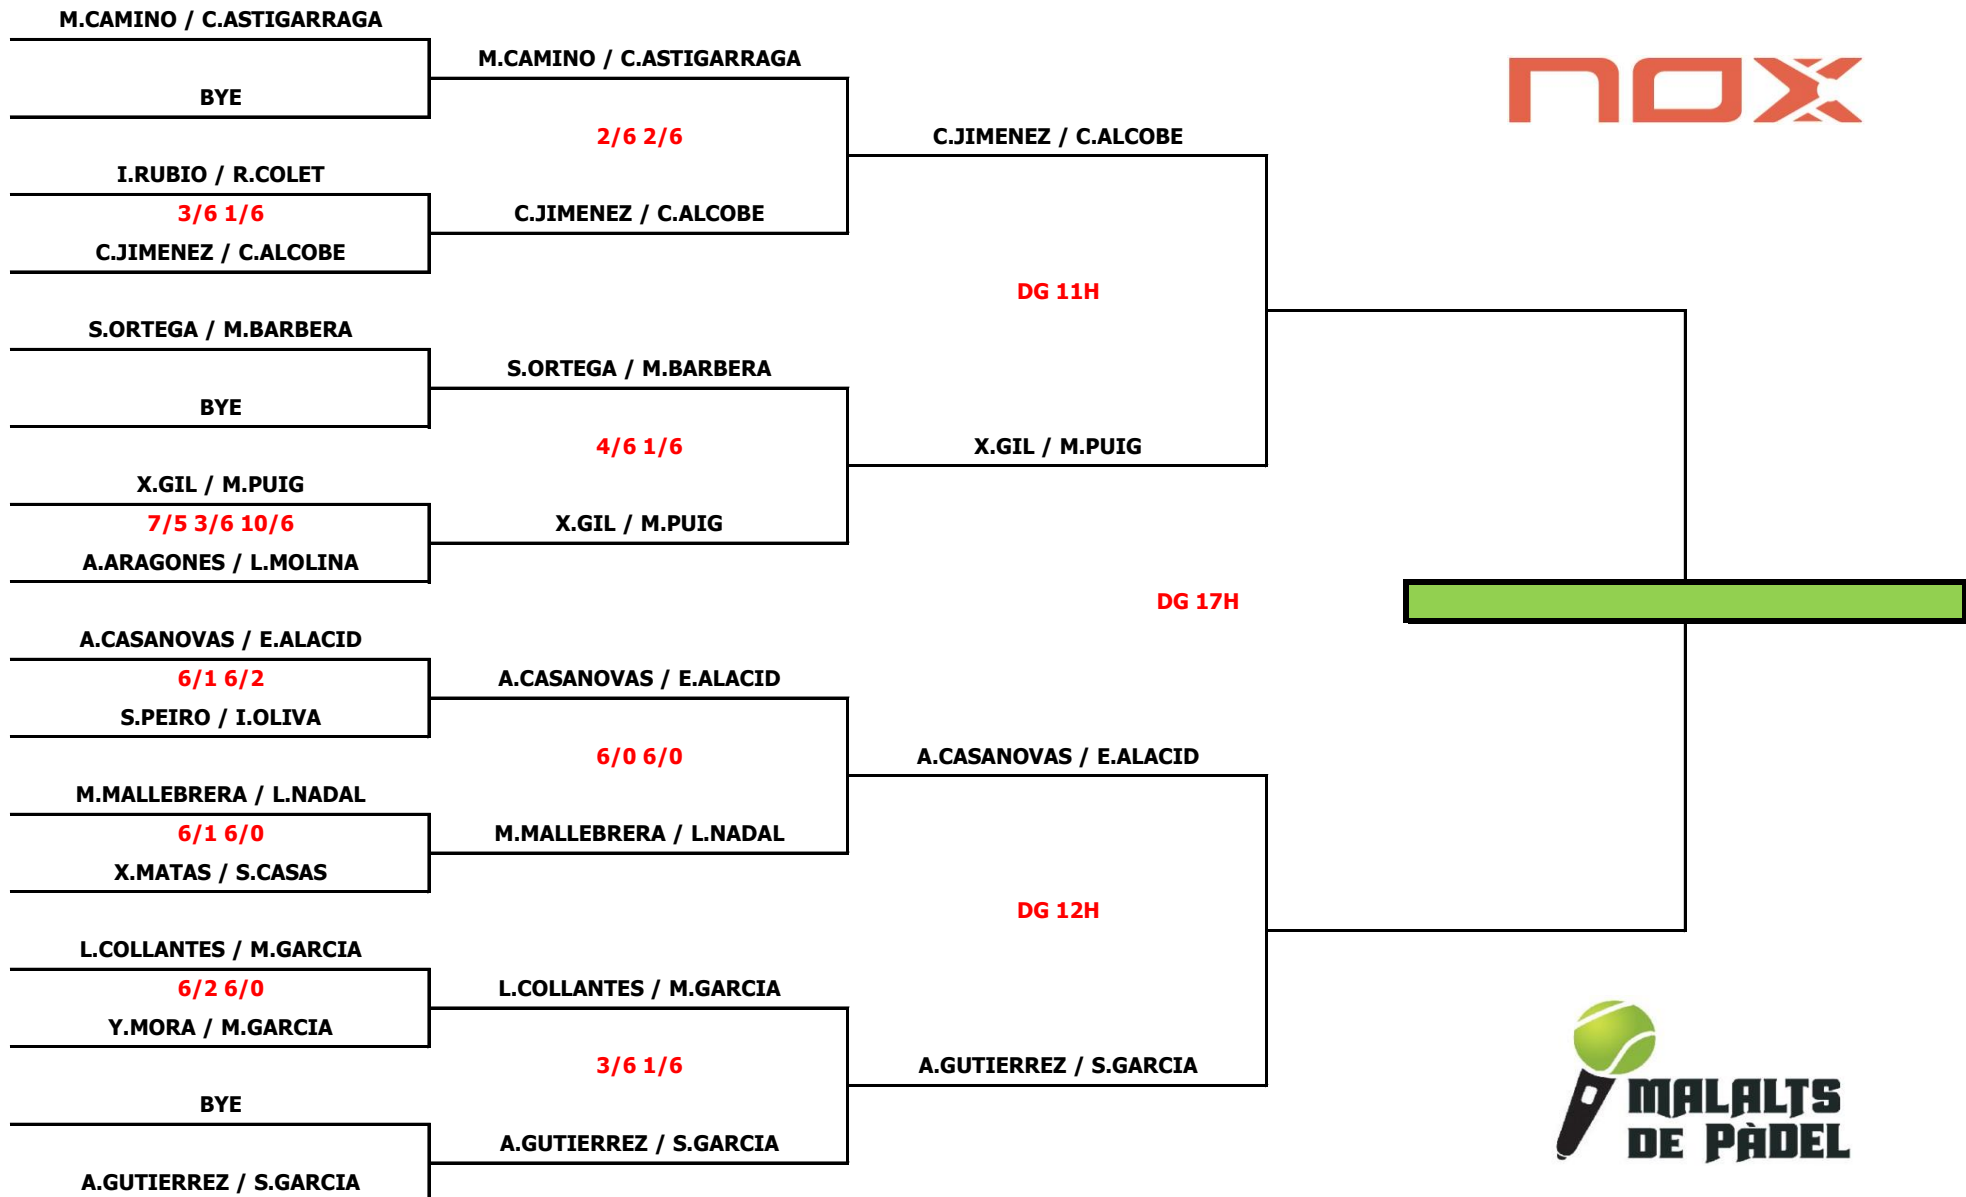 M.CAMINO / C.ASTIGARRAGA
BYE
I.RUBIO / R.COLET
3/6 1/6
C.JIMENEZ / C.ALCOBE
S.ORTEGA / M.BARBERA
BYE
X.GIL / M.PUIG
7/5 3/6 10/6
A.ARAGONES / L.MOLINA
A.CASANOVAS / E.ALACID
6/1 6/2
S.PEIRO / I.OLIVA
M.MALLEBRERA / L.NADAL
6/1 6/0
X.MATAS / S.CASAS
L.COLLANTES / M.GARCIA
6/2 6/0
Y.MORA / M.GARCIA
BYE
A.GUTIERREZ / S.GARCIA
M.CAMINO / C.ASTIGARRAGA
2/6 2/6
C.JIMENEZ / C.ALCOBE
S.ORTEGA / M.BARBERA
4/6 1/6
X.GIL / M.PUIG
A.CASANOVAS / E.ALACID
6/0 6/0
M.MALLEBRERA / L.NADAL
L.COLLANTES / M.GARCIA
3/6 1/6
A.GUTIERREZ / S.GARCIA
C.JIMENEZ / C.ALCOBE
DG 11H
X.GIL / M.PUIG
A.CASANOVAS / E.ALACID
DG 12H
A.GUTIERREZ / S.GARCIA
DG 17H
nox
MALALTS
DE PÀDEL